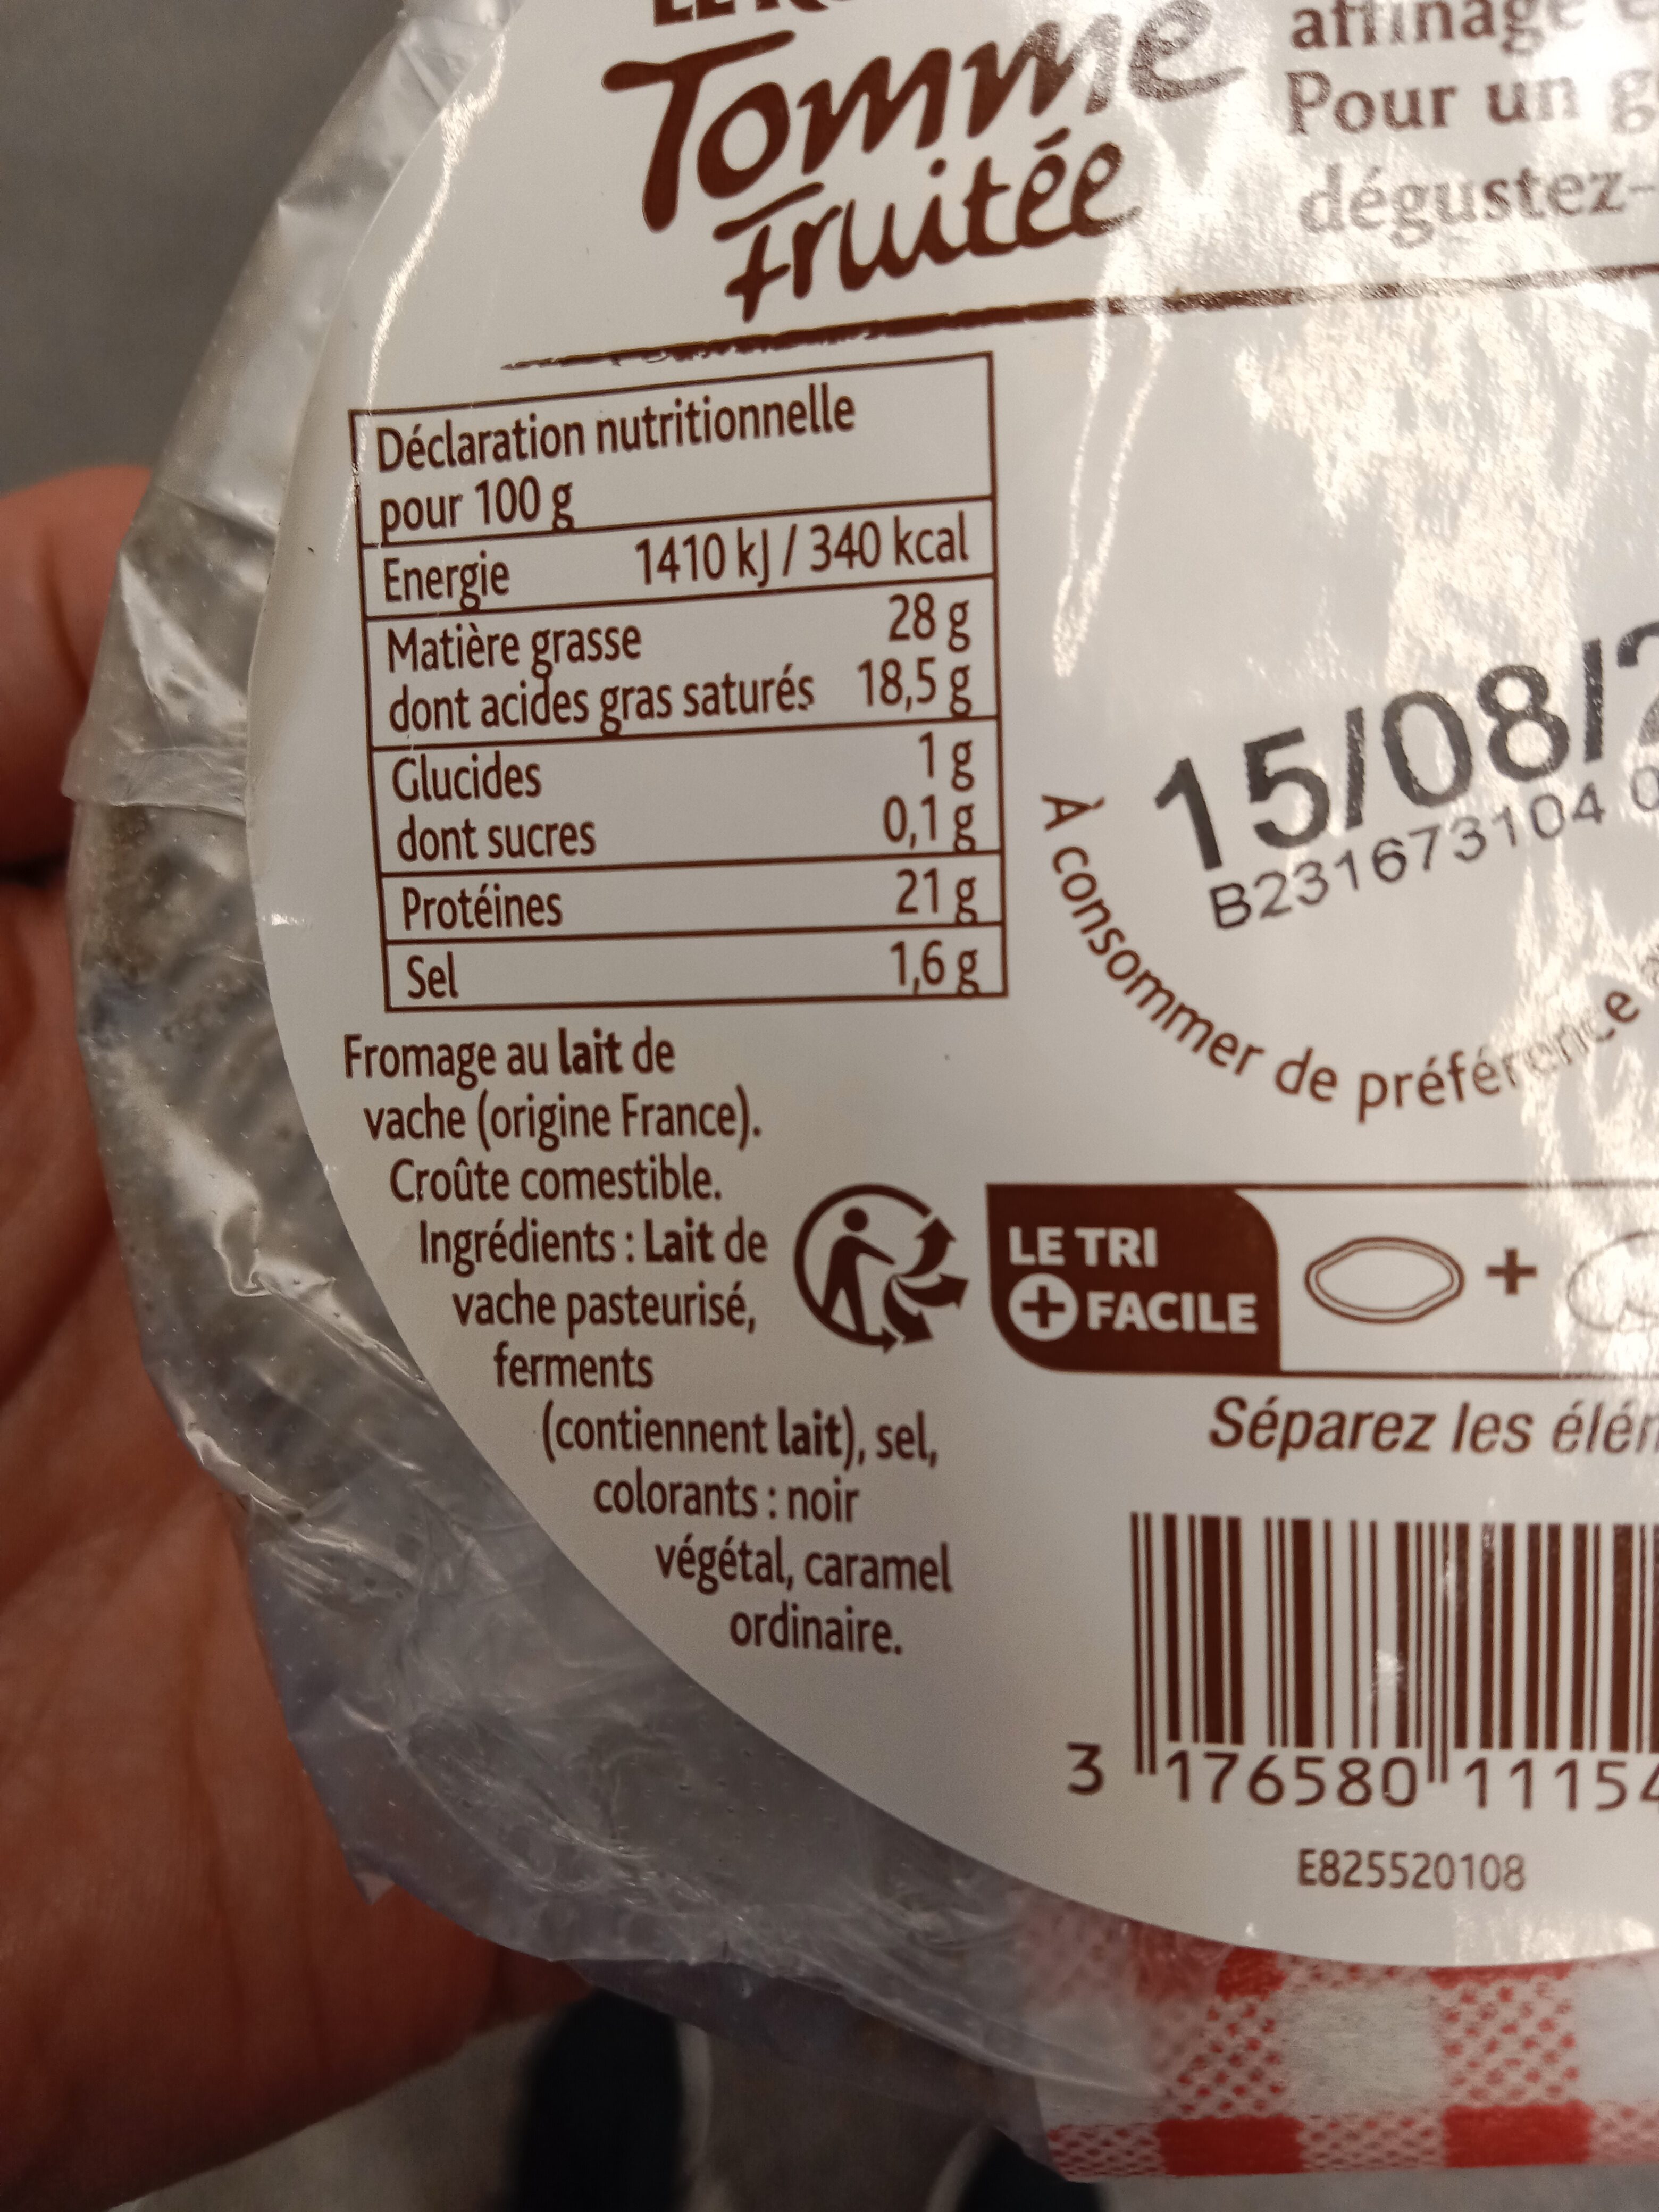 Tomme
Fruitée
affinage
Pour un
dégustez-
Déclaration nutritionnelle
pour 100 g
Energie 1410 kJ / 340 kcal
Matière grasse 28 g
dont acides gras saturés 18,5 g
Glucides 1 g
dont sucres 0,1 g
Protéines 21 g
Sel 1,6 g
15/08/2
B231673104 0
À consommer de préférence
Fromage au lait de
vache (origine France).
Croûte comestible.
Ingrédients : Lait de
vache pasteurisé,
ferments
(contiennent lait), sel,
colorants : noir
végétal, caramel
ordinaire.
LE TRI
+ FACILE
+
Séparez les élém
3 176580 11154
E825520108